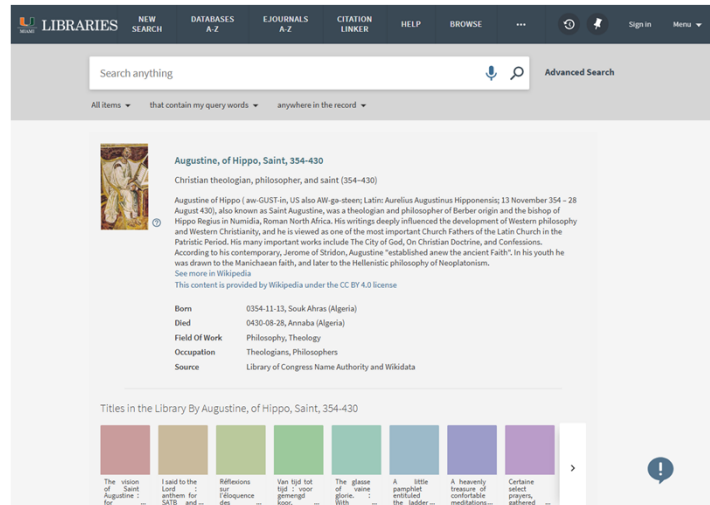 U
MIAMI
LIBRARIES
NEW SEARCH
DATABASES A-Z
EJOURNALS A-Z
CITATION LINKER
HELP
BROWSE
...
Sign in
Menu
Search anything
Advanced Search
All items
that contain my query words
anywhere in the record
Augustine, of Hippo, Saint, 354-430
Christian theologian, philosopher, and saint (354–430)
Augustine of Hippo ( aw-GUST-in, US also AW-gə-steen; Latin: Aurelius Augustinus Hipponensis; 13 November 354 – 28
August 430), also known as Saint Augustine, was a theologian and philosopher of Berber origin and the bishop of
Hippo Regius in Numidia, Roman North Africa. His writings deeply influenced the development of Western philosophy
and Western Christianity, and he is viewed as one of the most important Church Fathers of the Latin Church in the
Patristic Period. His many important works include The City of God, On Christian Doctrine, and Confessions.
According to his contemporary, Jerome of Stridon, Augustine "established anew the ancient Faith". In his youth he
was drawn to the Manichaean faith, and later to the Hellenistic philosophy of Neoplatonism.
See more in Wikipedia
This content is provided by Wikipedia under the CC BY 4.0 license
Born 0354-11-13, Souk Ahras (Algeria)
Died 0430-08-28, Annaba (Algeria)
Field Of Work Philosophy, Theology
Occupation Theologians, Philosophers
Source Library of Congress Name Authority and Wikidata
Titles in the Library By Augustine, of Hippo, Saint, 354-430
The vision
of Saint
Augustine :
for ...
I said to the
Lord :
anthem for
SATB and ...
Réflexions
sur
l'éloquence
des ...
Van tijd tot
tijd : voor
gemengd
koor. ...
The glasse
of vaine
glorie. :
With ...
A little
pamphlet
entituled
the ladder ...
A heavenly
treasure of
confortable
meditations ...
Certaine
select
prayers,
gathered ...